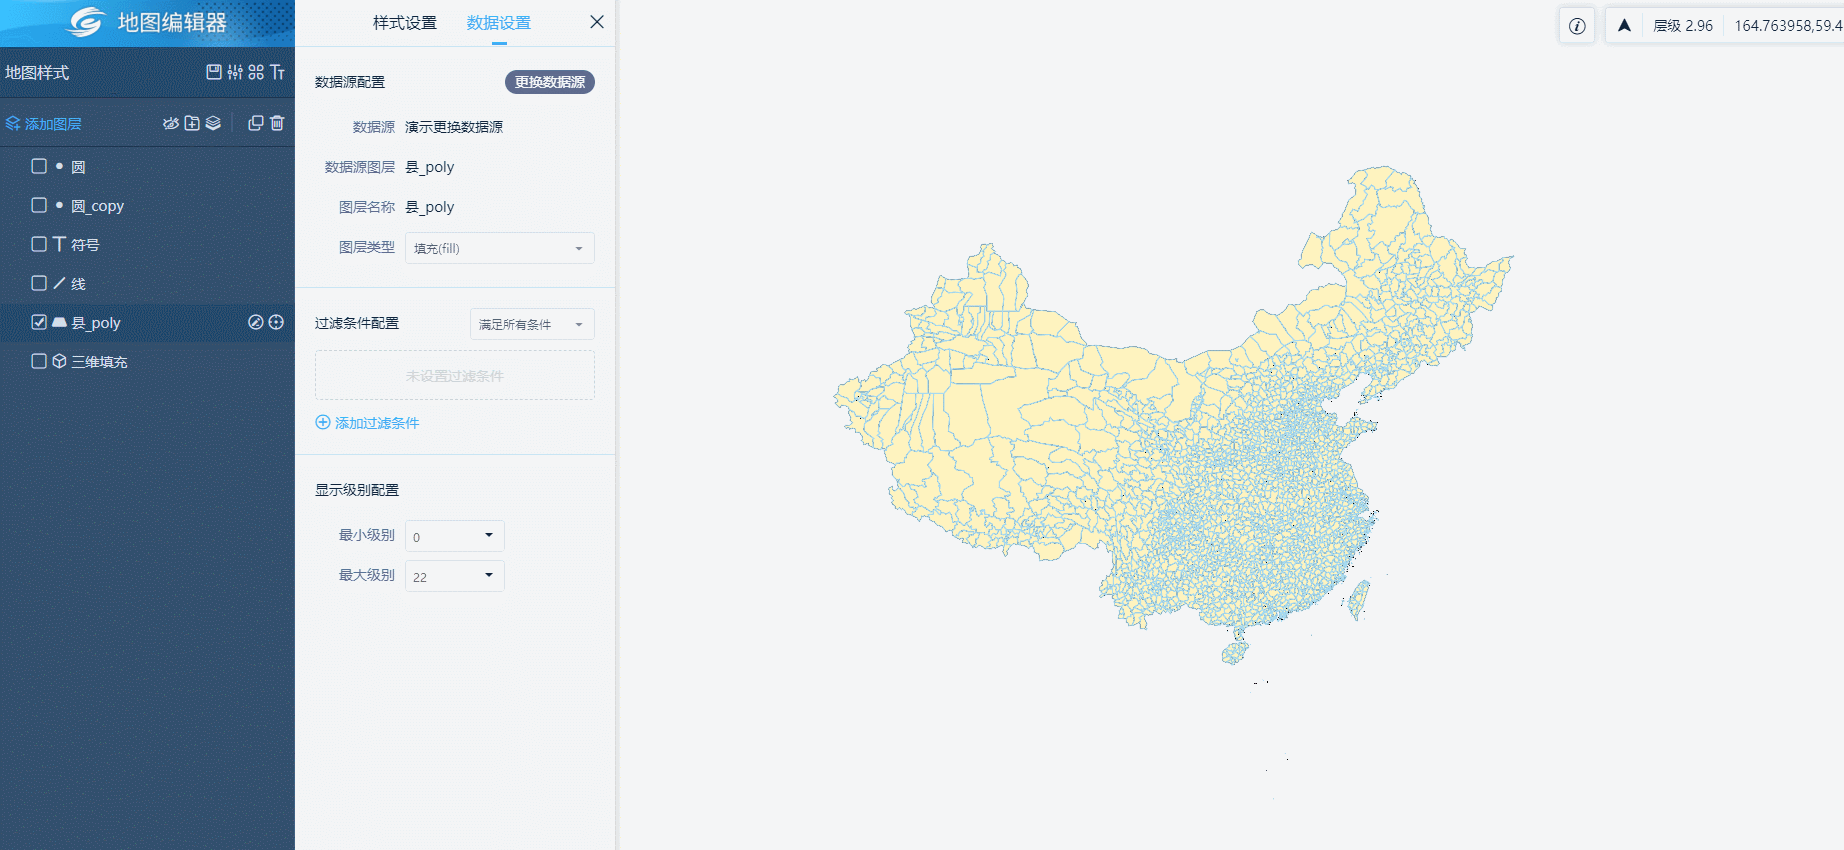 地图编辑器
地图样式
添加图层
圆
圆_copy
符号
线
县_poly
三维填充
样式设置 数据设置
数据源配置 更换数据源
数据源 演示更换数据源
数据源图层 县_poly
图层名称 县_poly
图层类型 填充(fill)
过滤条件配置 满足所有条件
未设置过滤条件
添加过滤条件
显示级别配置
最小级别 0
最大级别 22
层级 2.96 164.763958,59.4